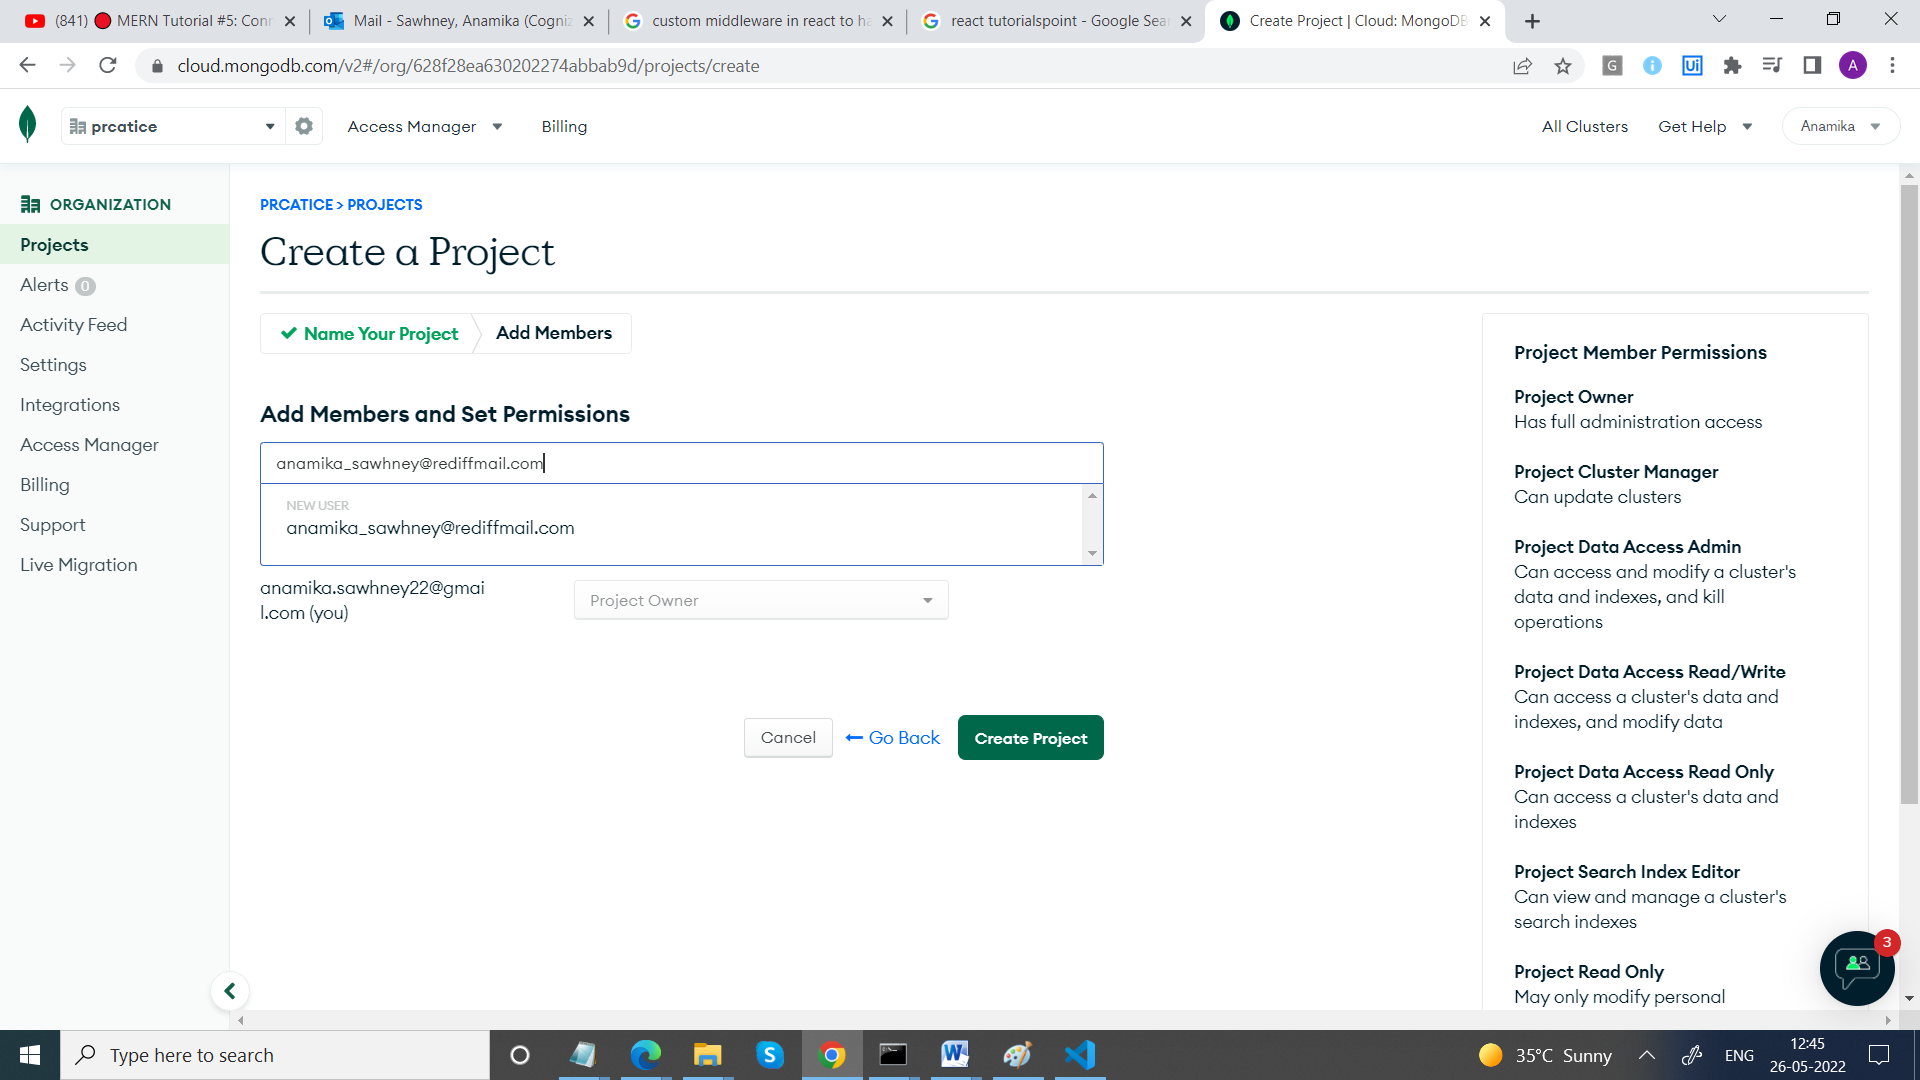 (841) 🔴 MERN Tutorial #5: Conn
Mail - Sawhney, Anamika (Cogniz
custom middleware in react to ha
react tutorialspoint - Google Sea
Create Project | Cloud: MongoDB
cloud.mongodb.com/v2#/org/628f28ea630202274abbab9d/projects/create
G
Ui
A
prcatice
Access Manager
Billing
All Clusters
Get Help
Anamika
ORGANIZATION
Projects
Alerts 0
Activity Feed
Settings
Integrations
Access Manager
Billing
Support
Live Migration
PRCATICE > PROJECTS
Create a Project
Name Your Project
Add Members
Add Members and Set Permissions
anamika_sawhney@rediffmail.com
NEW USER
anamika_sawhney@rediffmail.com
anamika.sawhney22@gmai
l.com (you)
Project Owner
Cancel
Go Back
Create Project
Project Member Permissions
Project Owner
Has full administration access
Project Cluster Manager
Can update clusters
Project Data Access Admin
Can access and modify a cluster's
data and indexes, and kill
operations
Project Data Access Read/Write
Can access a cluster's data and
indexes, and modify data
Project Data Access Read Only
Can access a cluster's data and
indexes
Project Search Index Editor
Can view and manage a cluster's
search indexes
Project Read Only
May only modify personal
3
Type here to search
35°C Sunny
ENG
12:45
26-05-2022